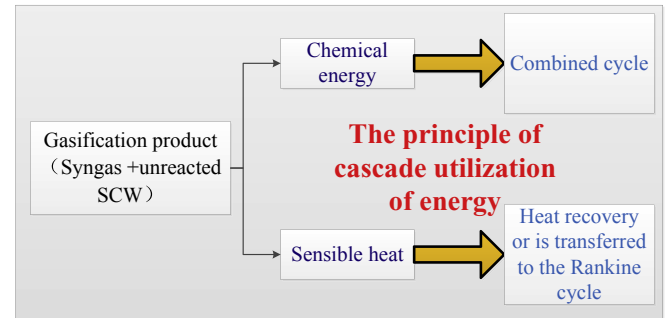 Chemical
energy
Combined cycle
Gasification product
（Syngas +unreacted
SCW）
The principle of
cascade utilization
of energy
Sensible heat
Heat recovery
or is transferred
to the Rankine
cycle